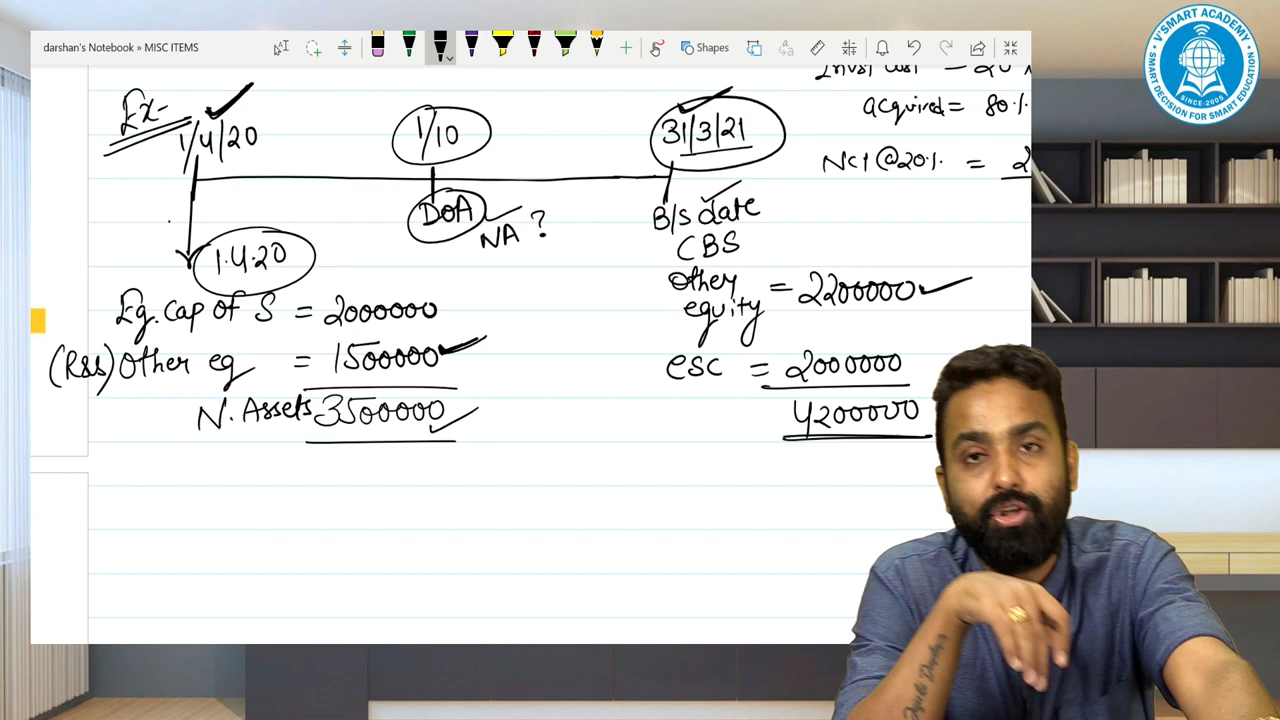 darshan's Notebook » MISC ITEMS
Shapes
V'SMART ACADEMY
SINCE-2005
SMART DECISION FOR SMART EDUCATION
acquired = 80%
NCI @20% =
Ex-
1/4/20
1/10
31/3/21
DOA
NA ?
B/s date
CBS
1.4.20
Other equity = 2200000
Eq. cap of S = 2000000
(R&S) Other eq = 1500000
esc = 2000000
N. Assets 3500000
4200000